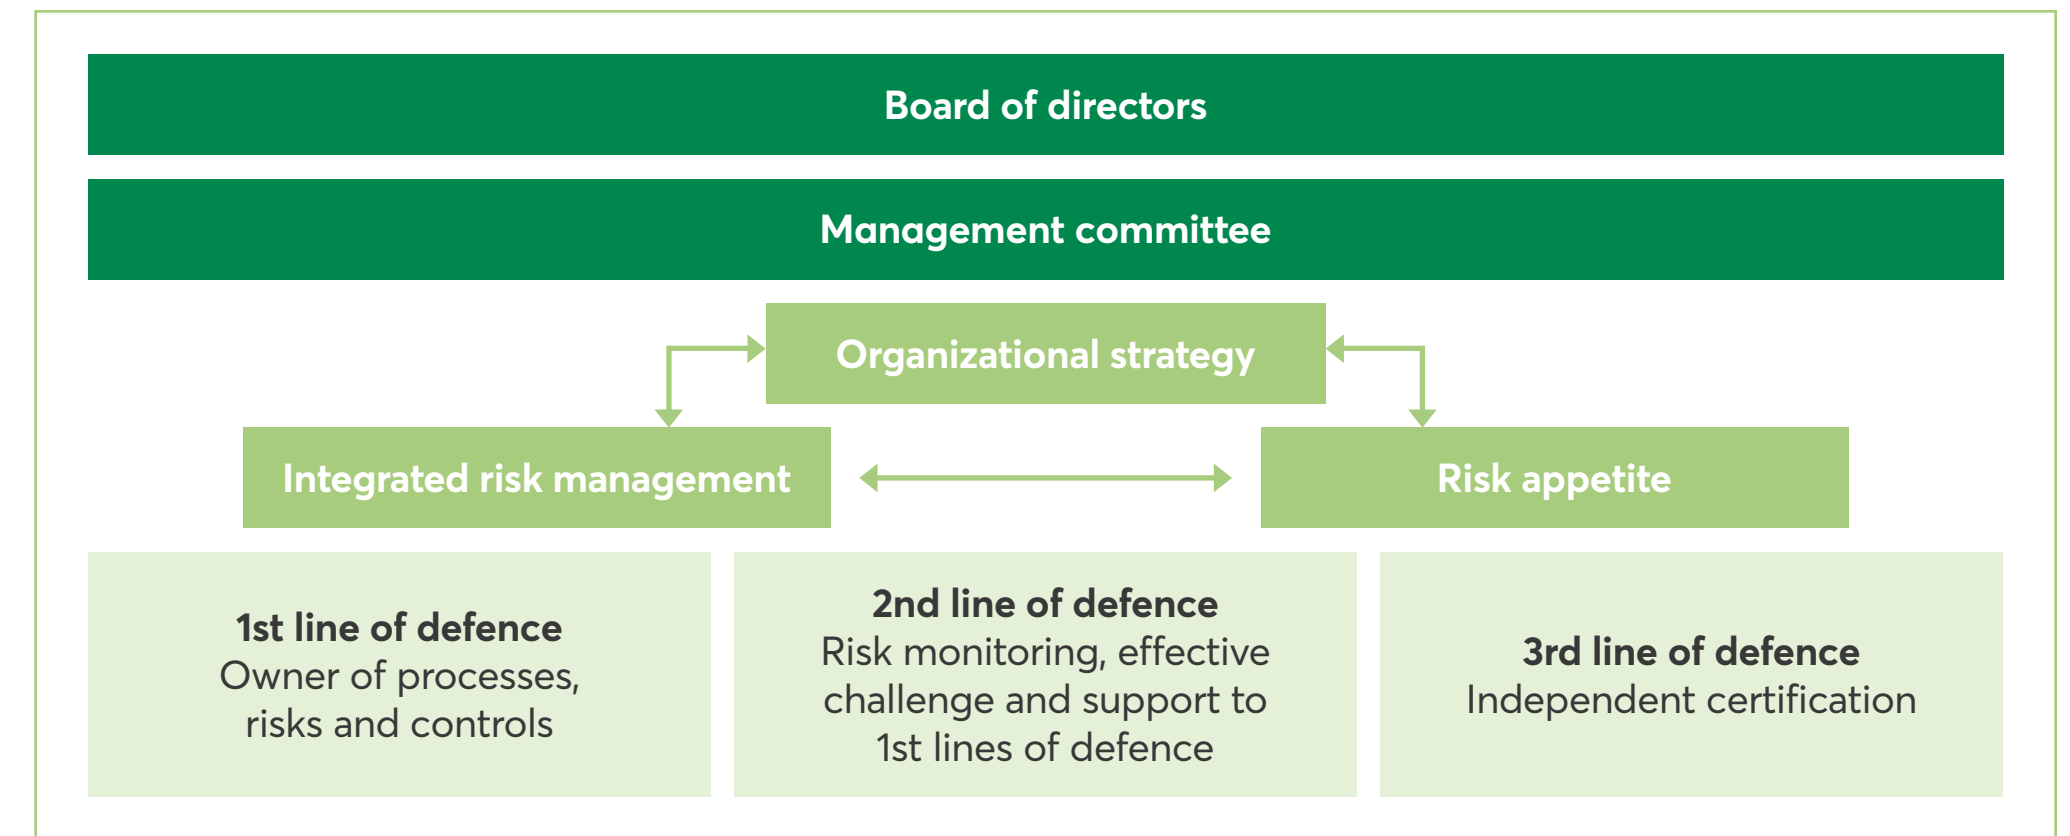 Board of directors
Management committee
Organizational strategy
Integrated risk management
Risk appetite
1st line of defence
Owner of processes,
risks and controls
2nd line of defence
Risk monitoring, effective
challenge and support to
1st lines of defence
3rd line of defence
Independent certification